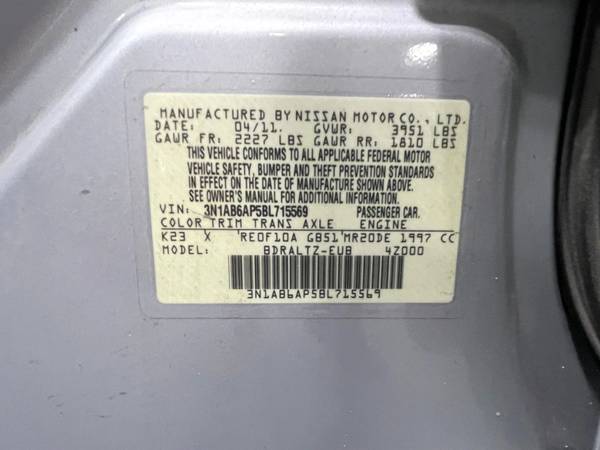 MANUFACTURED BY NISSAN MOTOR CO., LTD.
DATE: 04/11. GVWR: 3951 LBS
GAWR FR: 2227 LBS GAWR RR: 1810 LBS
THIS VEHICLE CONFORMS TO ALL APPLICABLE FEDERAL MOTOR
VEHICLE SAFETY, BUMPER AND THEFT PREVENTION STANDARDS
IN EFFECT ON THE DATE OF MANUFACTURE SHOWN ABOVE.
SEE OWNER'S MANUAL FOR ADDITIONAL INFORMATION.
VIN: 3N1AB6AP5BL715569 PASSENGER CAR.
COLOR TRIM TRANS AXLE ENGINE
K23 X RE0F10A GB51 MR20DE 1997 CC
MODEL: BDRALTZ-EUB 4Z000
3N1AB6AP5BL715569